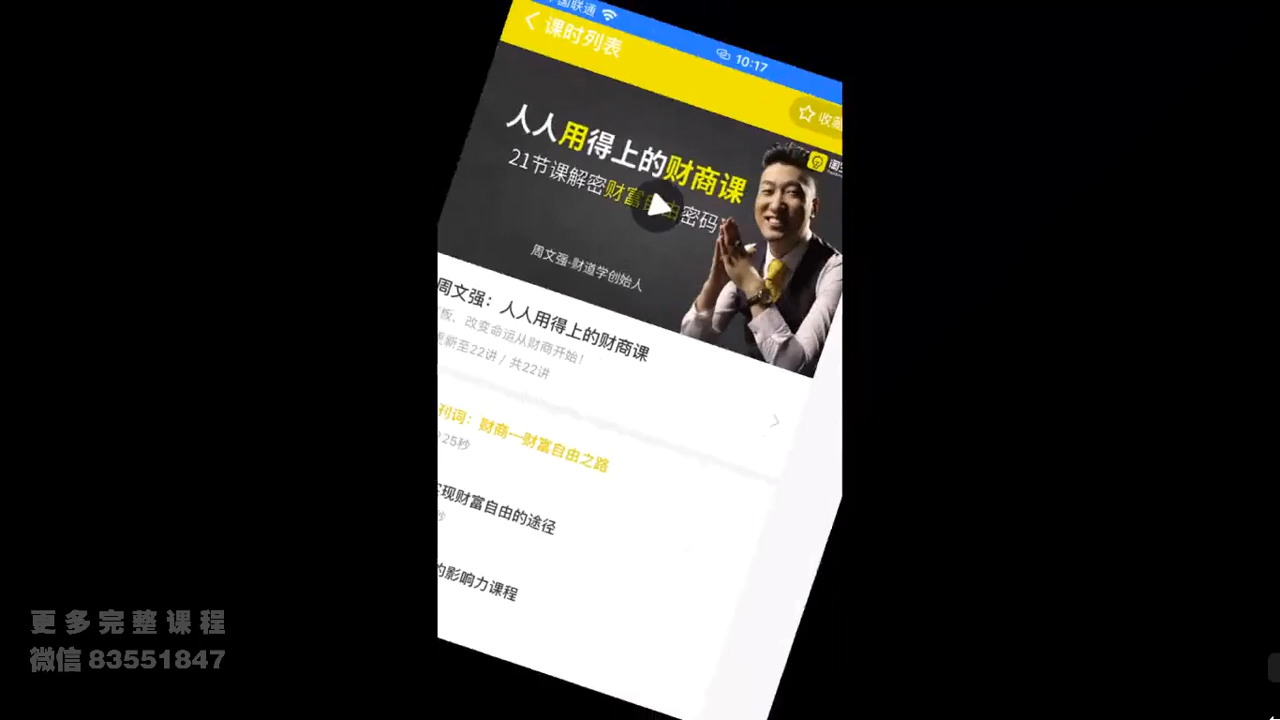 中国联通
10:17
课时列表
收藏
人人用得上的财商课
21节课解密财富自由密码
周文强-财道学创始人
周文强：人人用得上的财商课
板，改变命运从财商开始！
更新至22讲 / 共22讲
刊词：财商—财富自由之路
25秒
实现财富自由的途径
秒
的影响力课程
更多完整课程
微信 83551847